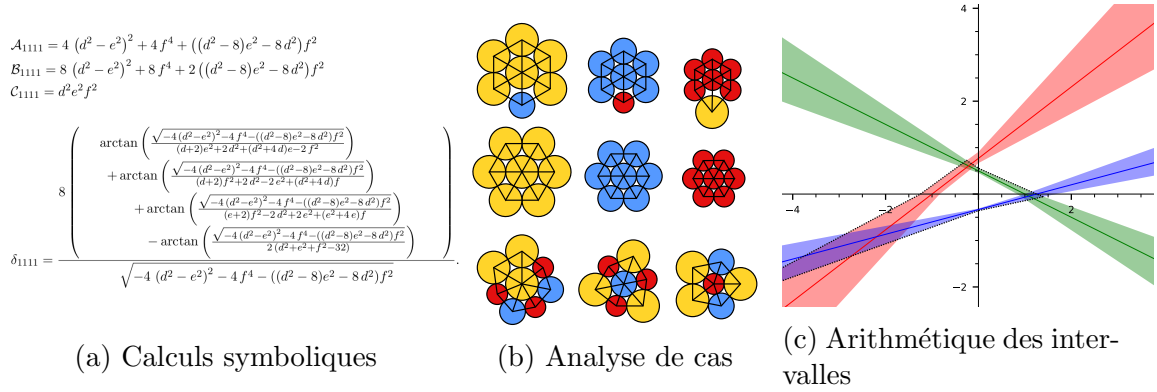 𝒜₁₁₁₁ = 4 (d² − e²)² + 4 f⁴ + ((d² − 8)e² − 8 d²)f²
ℬ₁₁₁₁ = 8 (d² − e²)² + 8 f⁴ + 2 ((d² − 8)e² − 8 d²)f²
𝒞₁₁₁₁ = d²e²f²
δ₁₁₁₁ = 8 ( arctan ( √(−4 (d²−e²)²−4 f⁴−((d²−8)e²−8 d²)f²) / ((d+2)e²+2 d²+(d²+4 d)e−2 f²) )
+ arctan ( √(−4 (d²−e²)²−4 f⁴−((d²−8)e²−8 d²)f²) / ((d+2)f²+2 d²−2 e²+(d²+4 d)f) )
+ arctan ( √(−4 (d²−e²)²−4 f⁴−((d²−8)e²−8 d²)f²) / ((e+2)f²−2 d²+2 e²+(e²+4 e)f) )
− arctan ( √(−4 (d²−e²)²−4 f⁴−((d²−8)e²−8 d²)f²) / (2 (d²+e²+f²−32)) ) )
/ √(−4 (d² − e²)² − 4 f⁴ − ((d² − 8)e² − 8 d²)f²) .
(a) Calculs symboliques
(b) Analyse de cas
4
2
−4 −2 0 2
−2
(c) Arithmétique des inter-
valles